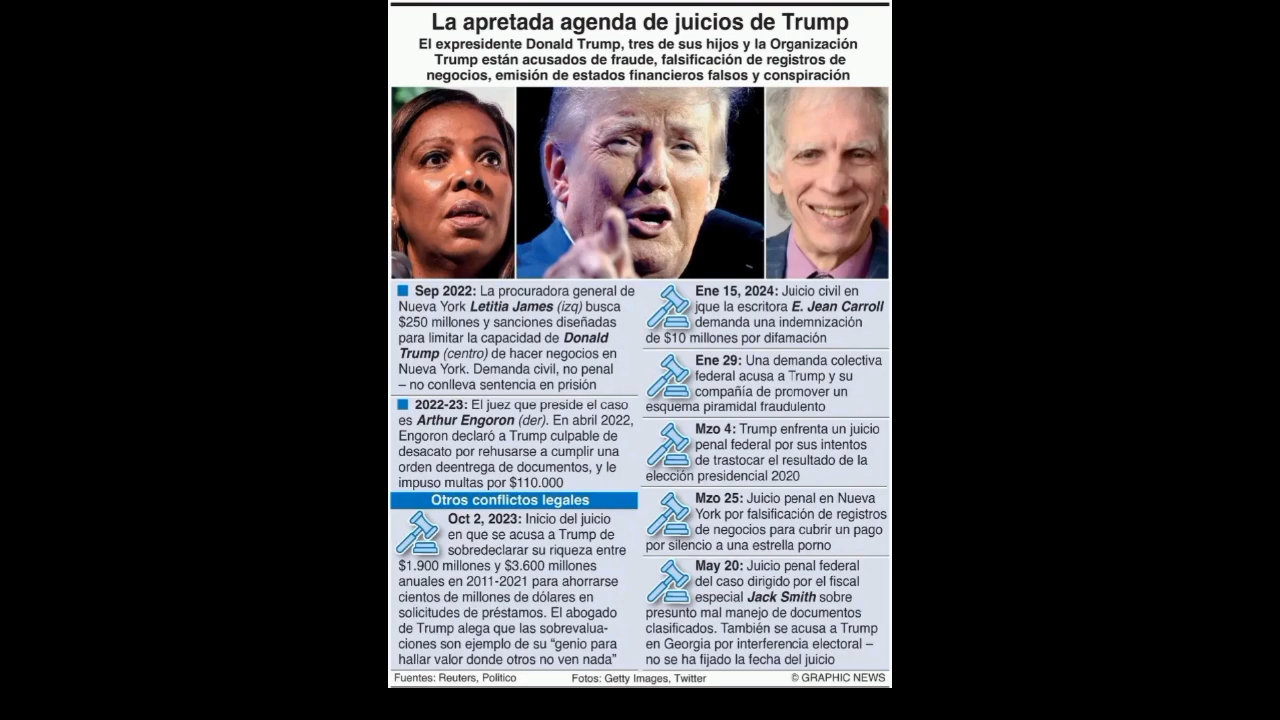 La apretada agenda de juicios de Trump
El expresidente Donald Trump, tres de sus hijos y la Organización
Trump están acusados de fraude, falsificación de registros de
negocios, emisión de estados financieros falsos y conspiración
Sep 2022: La procuradora general de
Nueva York Letitia James (izq) busca
$250 millones y sanciones diseñadas
para limitar la capacidad de Donald
Trump (centro) de hacer negocios en
Nueva York. Demanda civil, no penal
– no conlleva sentencia en prisión
2022-23: El juez que preside el caso
es Arthur Engoron (der). En abril 2022,
Engoron declaró a Trump culpable de
desacato por rehusarse a cumplir una
orden deentrega de documentos, y le
impuso multas por $110.000
Otros conflictos legales
Oct 2, 2023: Inicio del juicio
en que se acusa a Trump de
sobredeclarar su riqueza entre
$1.900 millones y $3.600 millones
anuales en 2011-2021 para ahorrarse
cientos de millones de dólares en
solicitudes de préstamos. El abogado
de Trump alega que las sobrevalua-
ciones son ejemplo de su “genio para
hallar valor donde otros no ven nada”
Ene 15, 2024: Juicio civil en
jque la escritora E. Jean Carroll
demanda una indemnización
de $10 millones por difamación
Ene 29: Una demanda colectiva
federal acusa a Trump y su
compañía de promover un
esquema piramidal fraudulento
Mzo 4: Trump enfrenta un juicio
penal federal por sus intentos
de trastocar el resultado de la
elección presidencial 2020
Mzo 25: Juicio penal en Nueva
York por falsificación de registros
de negocios para cubrir un pago
por silencio a una estrella porno
May 20: Juicio penal federal
del caso dirigido por el fiscal
especial Jack Smith sobre
presunto mal manejo de documentos
clasificados. También se acusa a Trump
en Georgia por interferencia electoral –
no se ha fijado la fecha del juicio
Fuentes: Reuters, Politico
Fotos: Getty Images, Twitter
© GRAPHIC NEWS